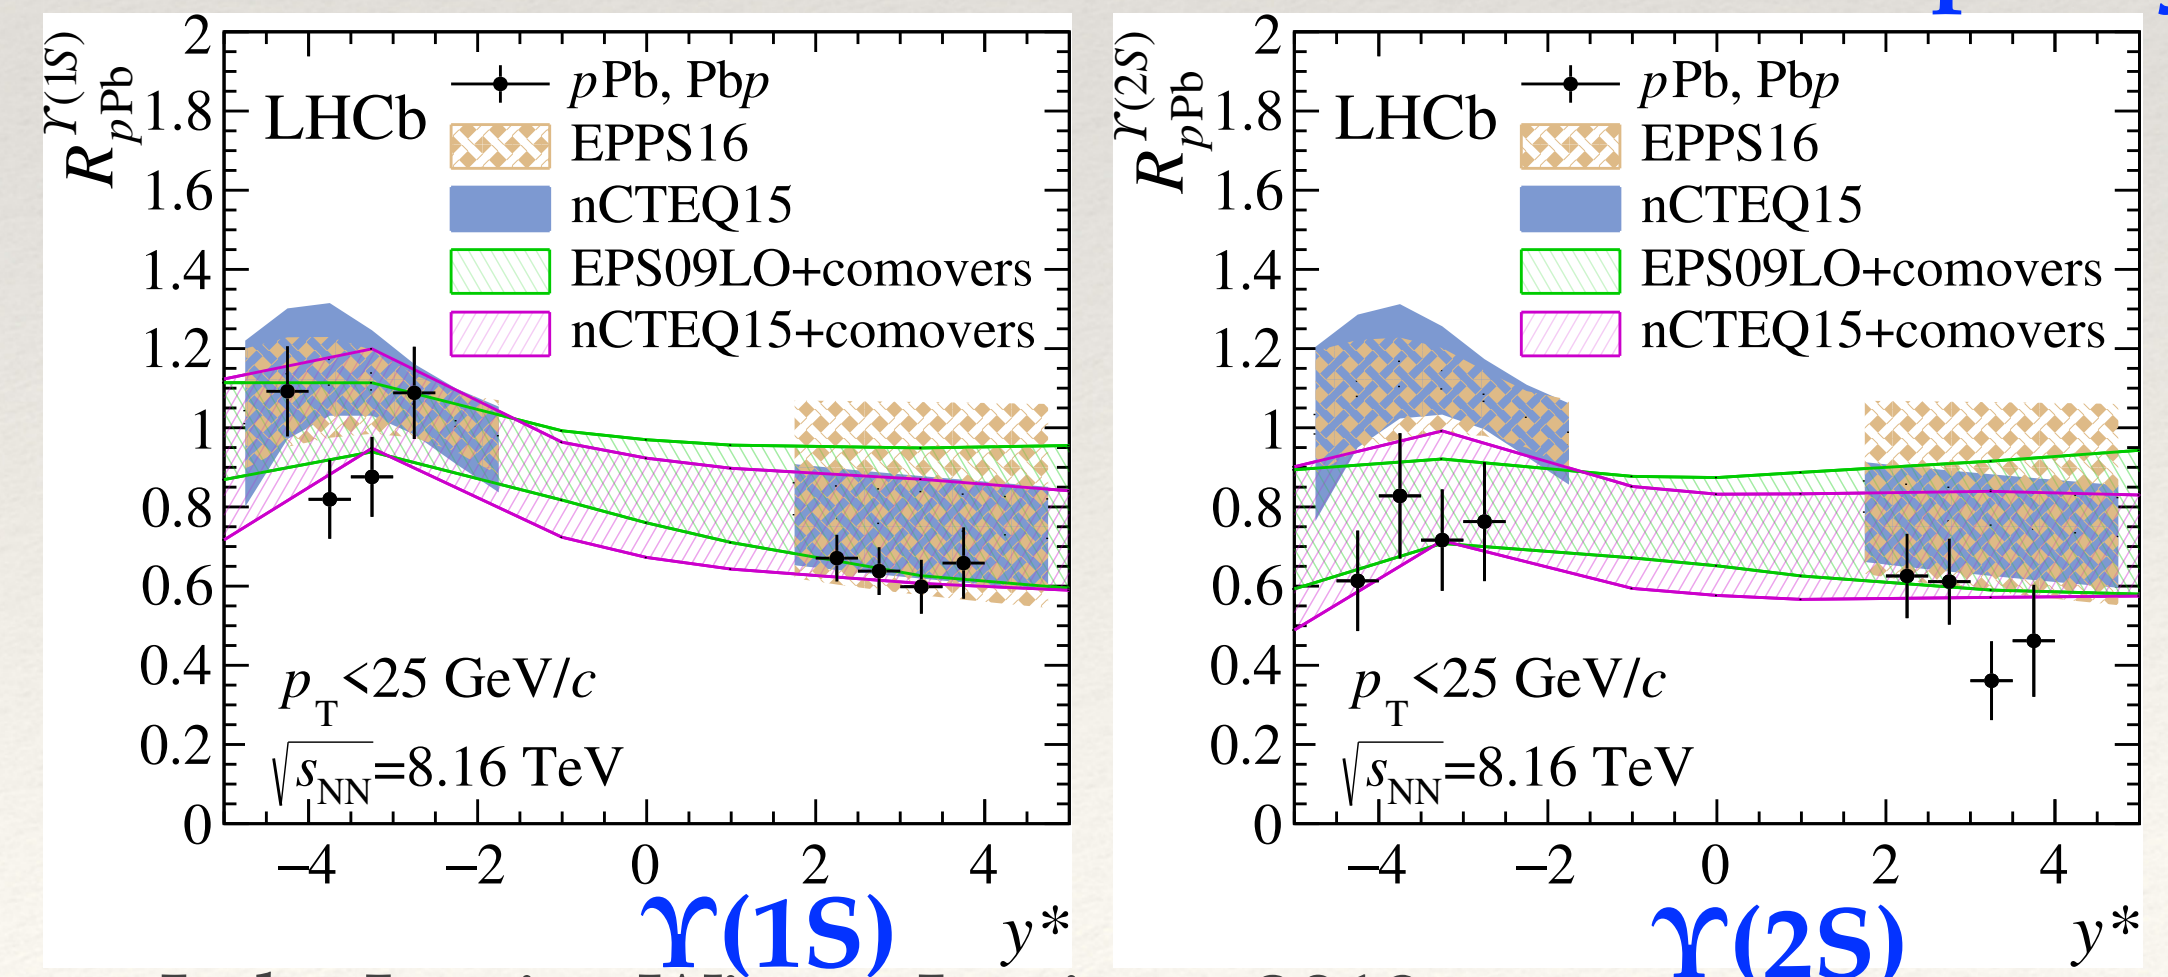 R^{Υ(1S)}_{pPb}
2
1.8
1.6
1.4
1.2
1
0.8
0.6
0.4
0.2
0
LHCb
pPb, Pbp
EPPS16
nCTEQ15
EPS09LO+comovers
nCTEQ15+comovers
p_T<25 GeV/c
√s_NN=8.16 TeV
−4 −2 0 2 4
y*
ϒ(1S)
R^{Υ(2S)}_{pPb}
2
1.8
1.6
1.4
1.2
1
0.8
0.6
0.4
0.2
0
LHCb
pPb, Pbp
EPPS16
nCTEQ15
EPS09LO+comovers
nCTEQ15+comovers
p_T<25 GeV/c
√s_NN=8.16 TeV
−4 −2 0 2 4
y*
ϒ(2S)